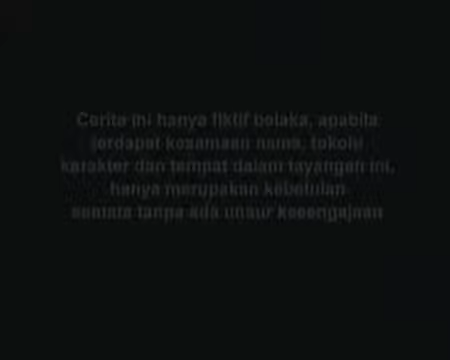 Cerita ini hanya fiktif belaka, apabila
terdapat kesamaan nama, tokoh/
karakter dan tempat dalam tayangan ini,
hanya merupakan kebetulan
semata tanpa ada unsur kesengajaan